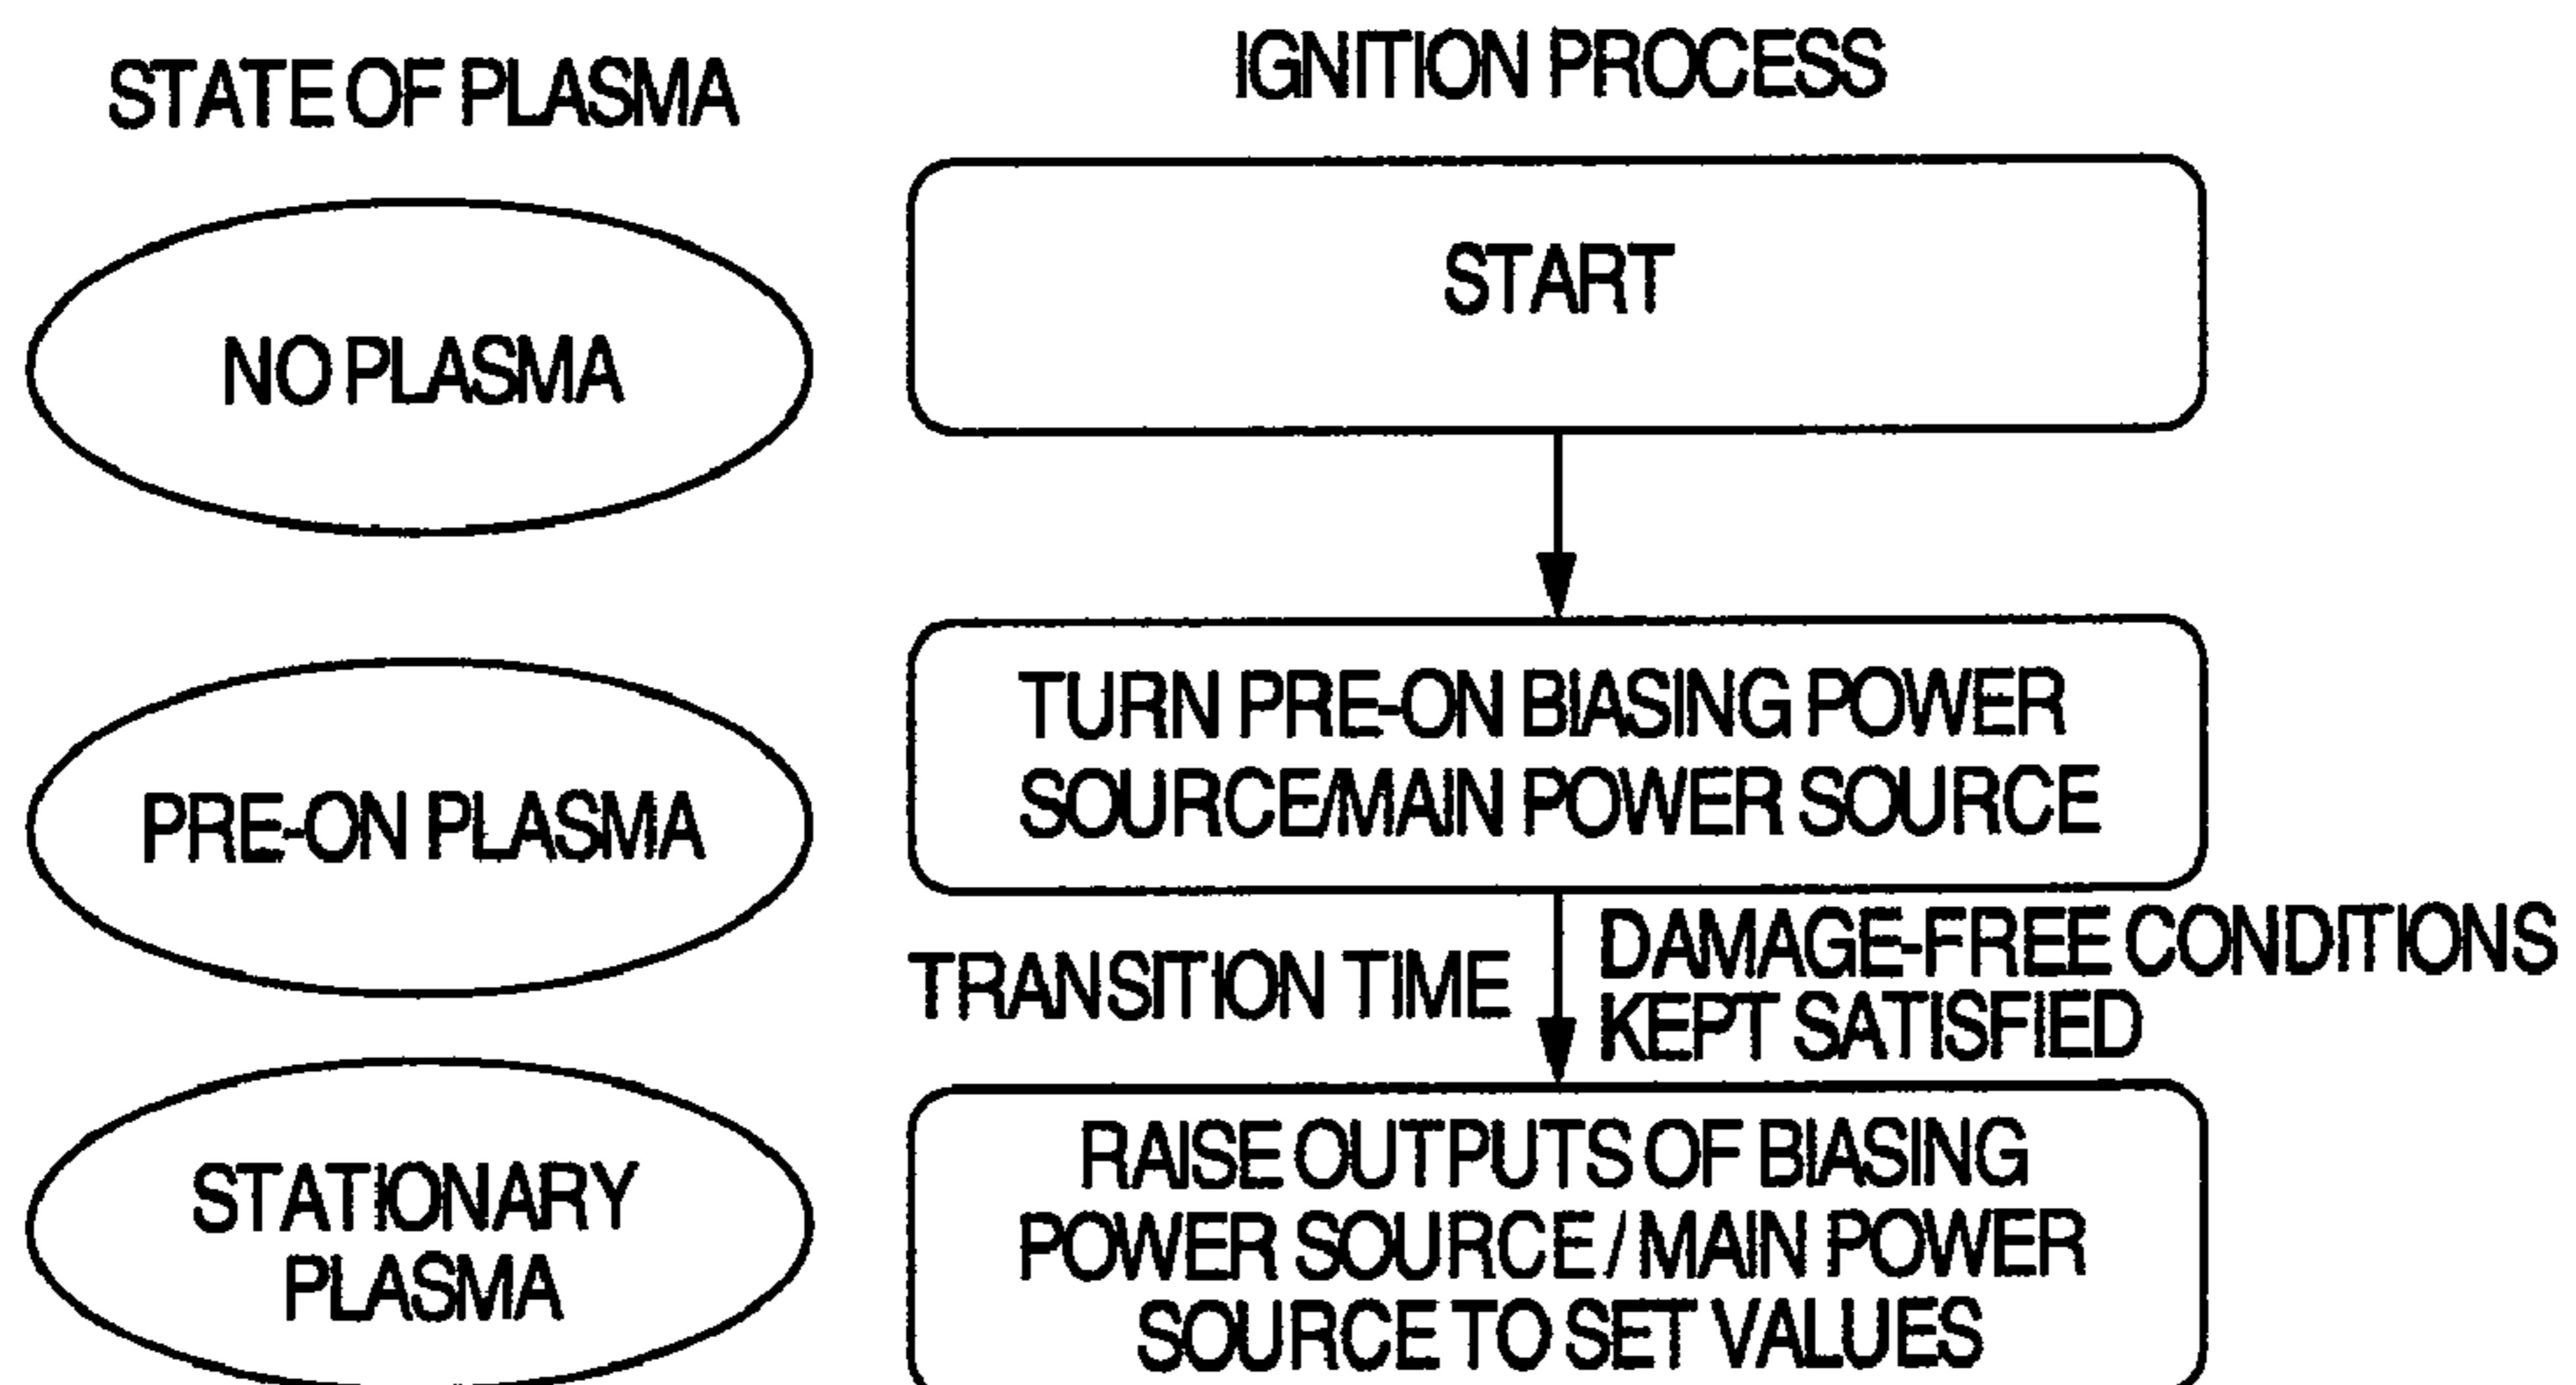 STATE OF PLASMA
IGNITION PROCESS
NO PLASMA
START
PRE-ON PLASMA
TURN PRE-ON BIASING POWER
SOURCE/MAIN POWER SOURCE
TRANSITION TIME
DAMAGE-FREE CONDITIONS
KEPT SATISFIED
STATIONARY
PLASMA
RAISE OUTPUTS OF BIASING
POWER SOURCE / MAIN POWER
SOURCE TO SET VALUES